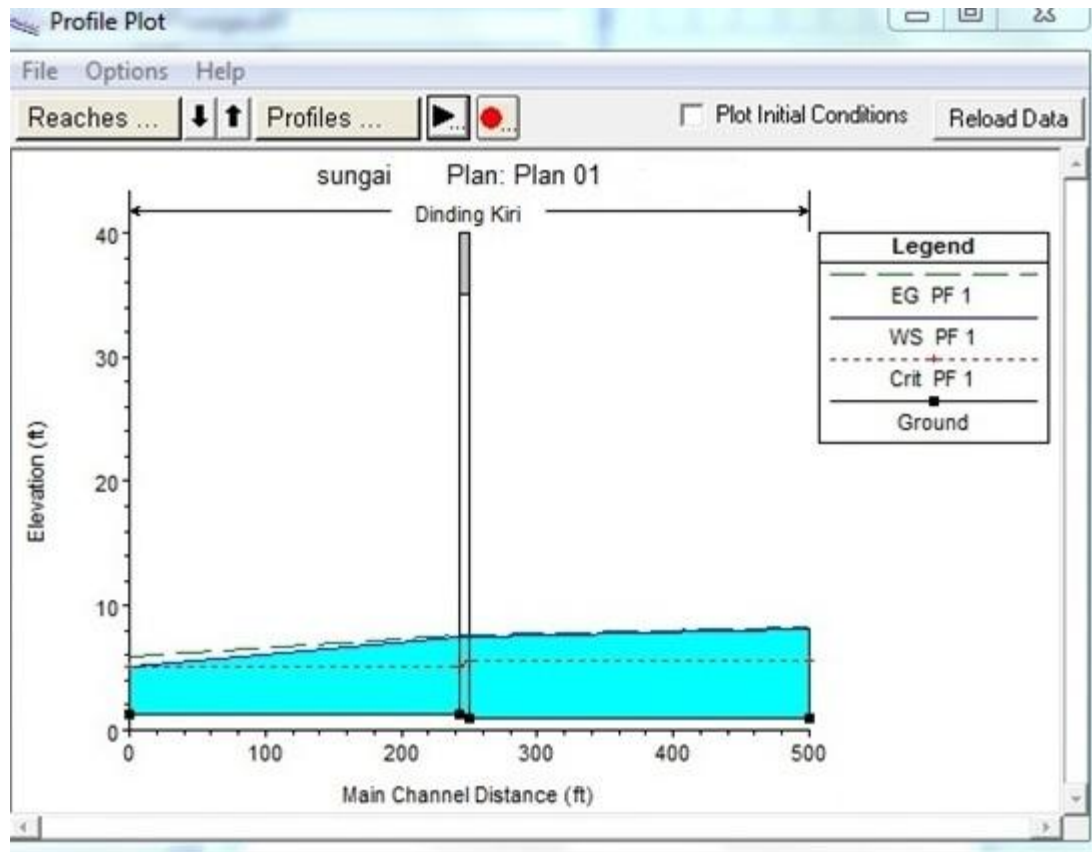 Profile Plot
File Options Help
Reaches ... Profiles ... Plot Initial Conditions Reload Data
sungai Plan: Plan 01
Dinding Kiri
Legend
EG PF 1
WS PF 1
Crit PF 1
Ground
Elevation (ft)
40
30
20
10
0
0 100 200 300 400 500
Main Channel Distance (ft)